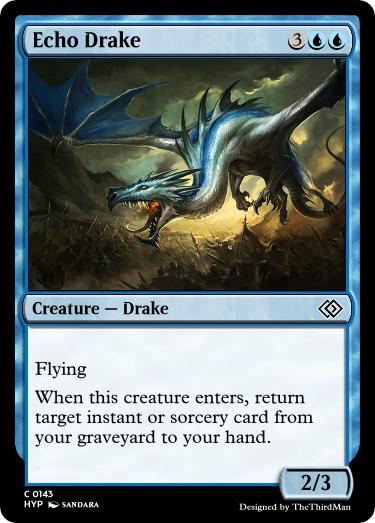 Echo Drake 3
Creature — Drake
Flying
When this creature enters, return
target instant or sorcery card from
your graveyard to your hand.
2/3
C 0143
HYP SANDARA
Designed by TheThirdMan